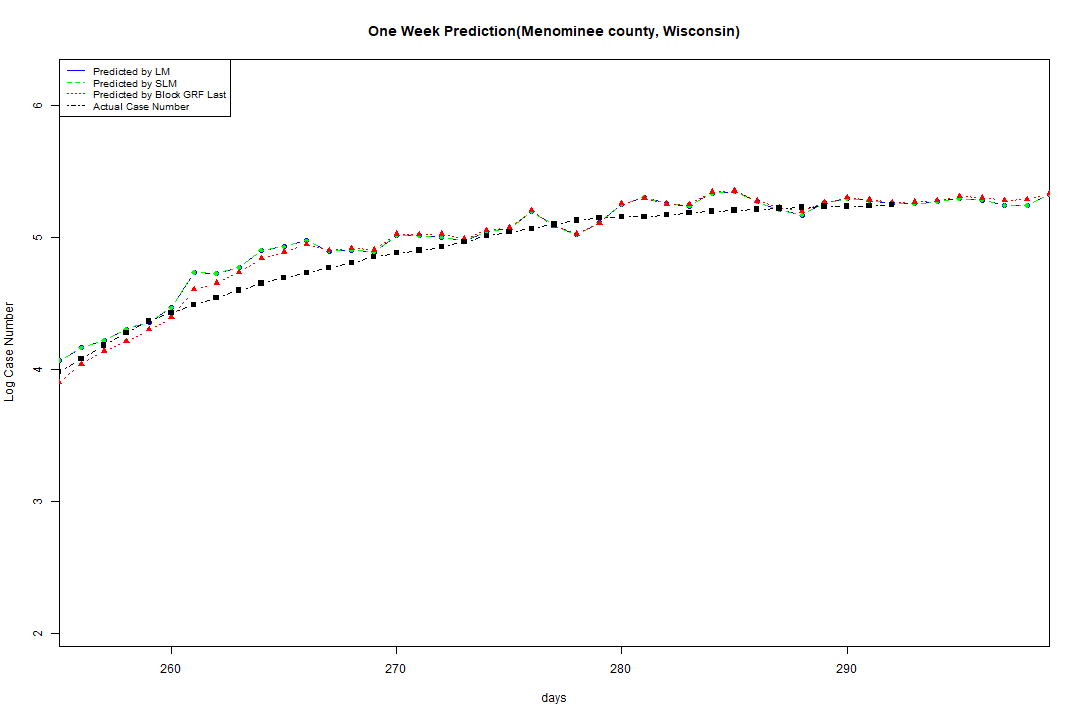 One Week Prediction(Menominee county, Wisconsin)
Predicted by LM
Predicted by SLM
Predicted by Block GRF Last
Actual Case Number
6
5
4
3
2
Log Case Number
260
270
280
290
days